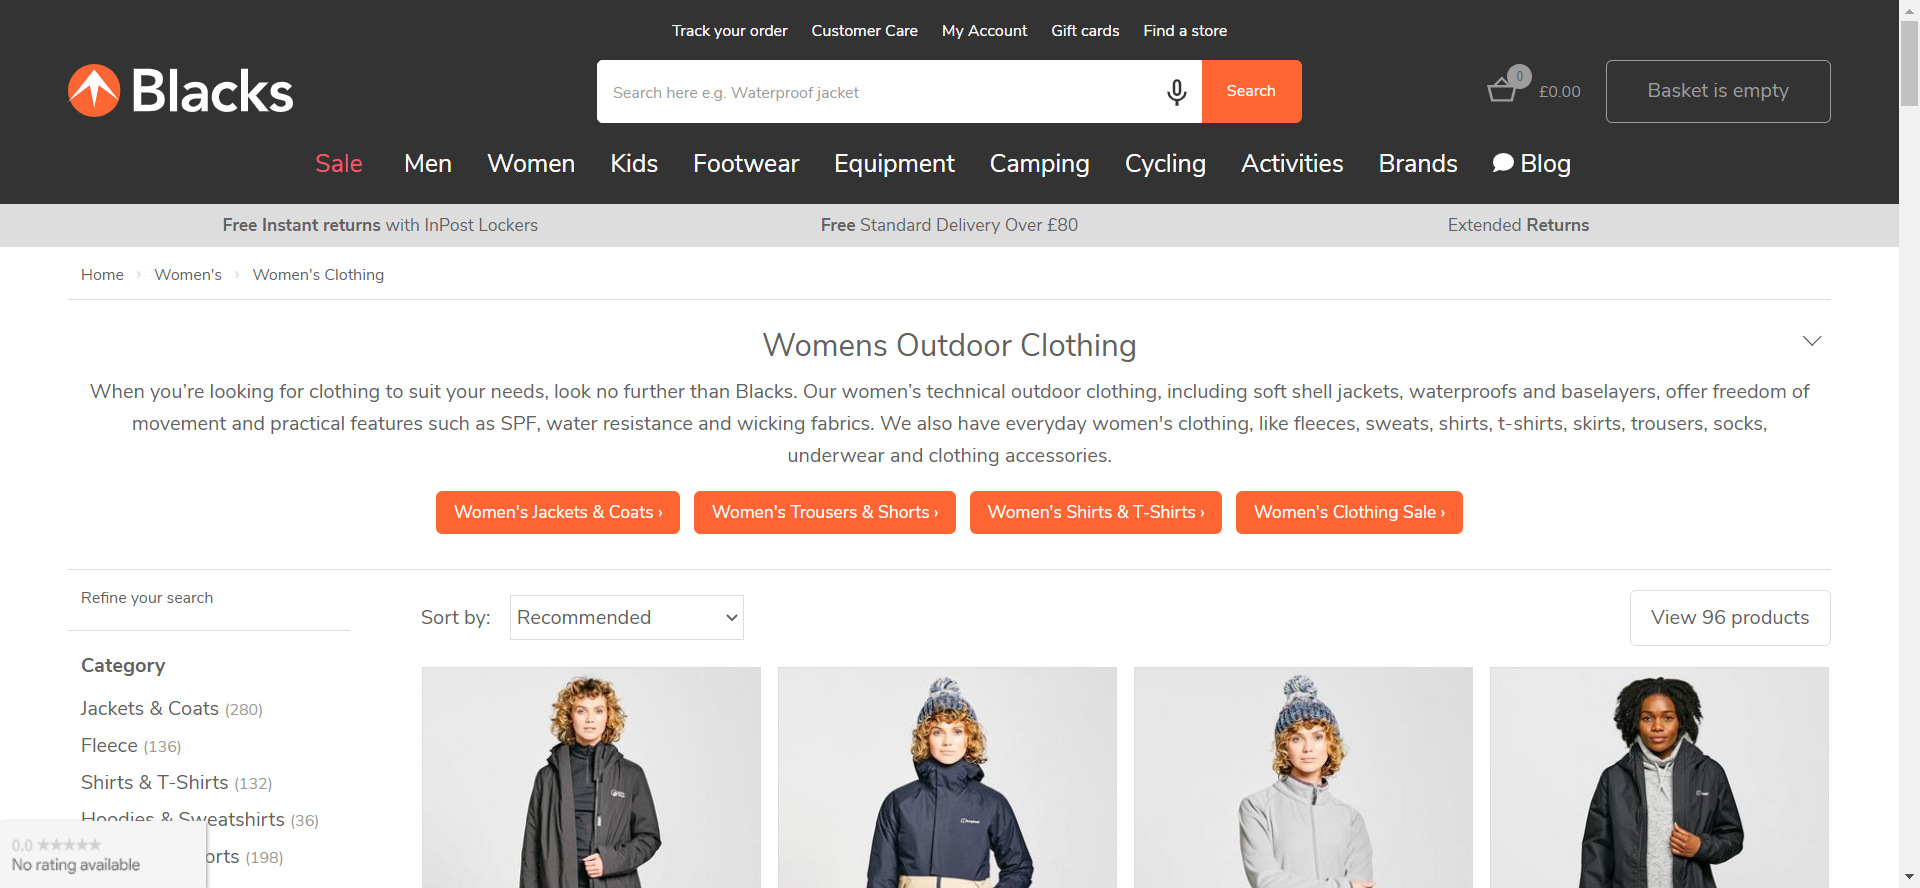 Track your order Customer Care My Account Gift cards Find a store
Blacks
Search here e.g. Waterproof jacket
Search
0
£0.00
Basket is empty
Sale Men Women Kids Footwear Equipment Camping Cycling Activities Brands Blog
Free Instant returns with InPost Lockers
Free Standard Delivery Over £80
Extended Returns
Home › Women's › Women's Clothing
Womens Outdoor Clothing
When you’re looking for clothing to suit your needs, look no further than Blacks. Our women’s technical outdoor clothing, including soft shell jackets, waterproofs and baselayers, offer freedom of
movement and practical features such as SPF, water resistance and wicking fabrics. We also have everyday women's clothing, like fleeces, sweats, shirts, t-shirts, skirts, trousers, socks,
underwear and clothing accessories.
Women's Jackets & Coats › Women's Trousers & Shorts › Women's Shirts & T-Shirts › Women's Clothing Sale ›
Refine your search
Sort by: Recommended
View 96 products
Category
Jackets & Coats (280)
Fleece (136)
Shirts & T-Shirts (132)
Hoodies & Sweatshirts (36)
orts (198)
0.0 ★★★★★
No rating available